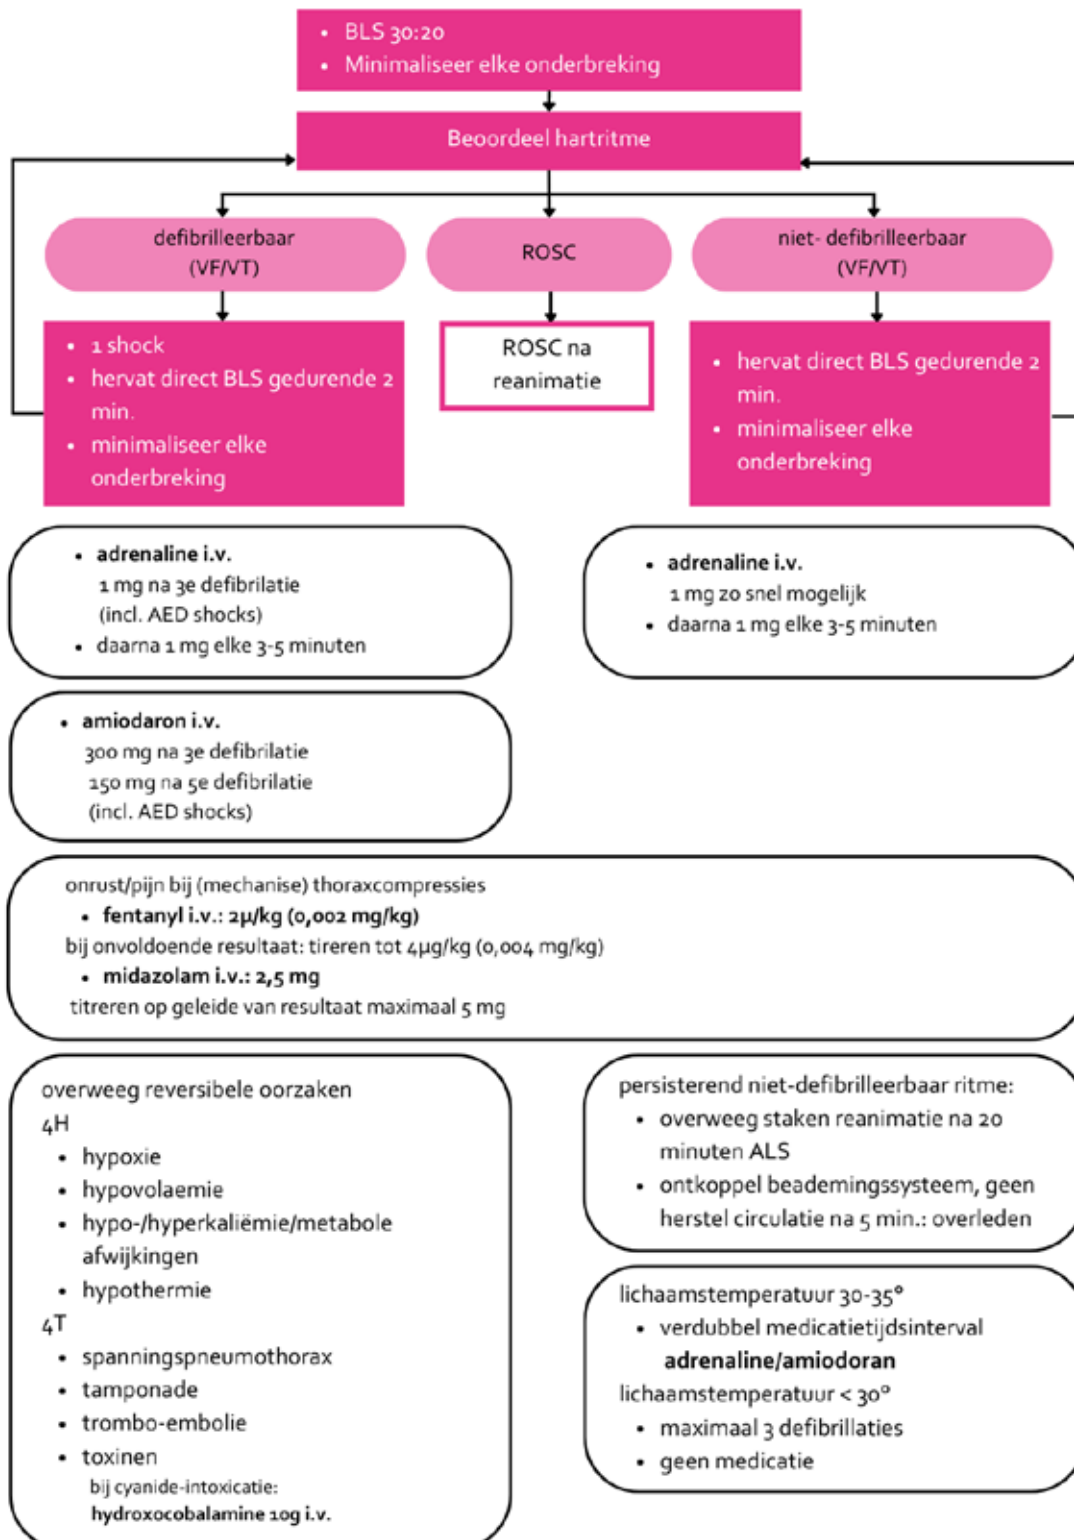 • BLS 30:20
• Minimaliseer elke onderbreking
Beoordeel hartritme
defibrilleerbaar
(VF/VT)
ROSC
niet- defibrilleerbaar
(VF/VT)
• 1 shock
• hervat direct BLS gedurende 2
min.
• minimaliseer elke
onderbreking
ROSC na
reanimatie
• hervat direct BLS gedurende 2
min.
• minimaliseer elke
onderbreking
• adrenaline i.v.
1 mg na 3e defibrilatie
(incl. AED shocks)
• daarna 1 mg elke 3-5 minuten
• adrenaline i.v.
1 mg zo snel mogelijk
• daarna 1 mg elke 3-5 minuten
• amiodaron i.v.
300 mg na 3e defibrilatie
150 mg na 5e defibrilatie
(incl. AED shocks)
onrust/pijn bij (mechanise) thoraxcompressies
• fentanyl i.v.: 2µ/kg (0,002 mg/kg)
bij onvoldoende resultaat: tireren tot 4µg/kg (0,004 mg/kg)
• midazolam i.v.: 2,5 mg
titreren op geleide van resultaat maximaal 5 mg
overweeg reversibele oorzaken
4H
• hypoxie
• hypovolaemie
• hypo-/hyperkaliëmie/metabole
afwijkingen
• hypothermie
4T
• spanningspneumothorax
• tamponade
• trombo-embolie
• toxinen
bij cyanide-intoxicatie:
hydroxocobalamine 10g i.v.
persisterend niet-defibrilleerbaar ritme:
• overweeg staken reanimatie na 20
minuten ALS
• ontkoppel beademingssysteem, geen
herstel circulatie na 5 min.: overleden
lichaamstemperatuur 30-35°
• verdubbel medicatietijdsinterval
adrenaline/amiodoran
lichaamstemperatuur < 30°
• maximaal 3 defibrillaties
• geen medicatie